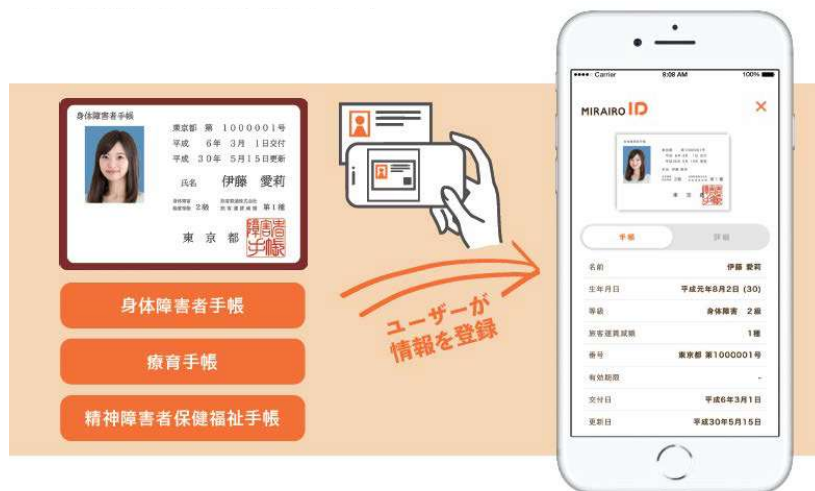 身体障害者手帳
東京都 第 1000001号
平成 6年 3月 1日交付
平成 30年 5月15日更新
氏名 伊藤 愛莉
2級
第1種
東京都
障害者手帳
身体障害者手帳
療育手帳
精神障害者保健福祉手帳
ユーザーが
情報を登録
Carrier 9:08 AM 100%
MIRAIRO ID ×
手帳 詳細
名前 伊藤 愛莉
生年月日 平成元年8月2日 (30)
等級 身体障害 2級
旅客運賃減額 1種
番号 東京都 第1000001号
有効期限 -
交付日 平成6年3月1日
更新日 平成30年5月15日